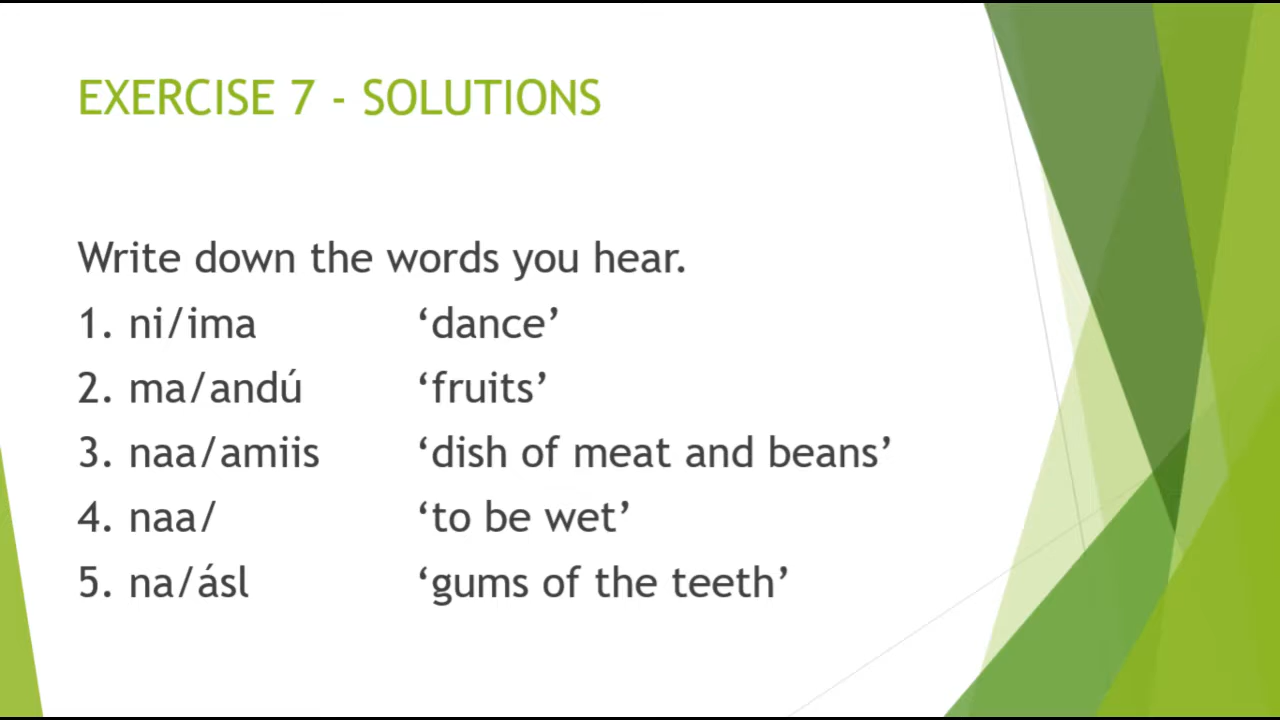 EXERCISE 7 - SOLUTIONS
Write down the words you hear.
1. ni/ima ‘dance’
2. ma/andú ‘fruits’
3. naa/amiis ‘dish of meat and beans’
4. naa/ ‘to be wet’
5. na/ásl ‘gums of the teeth’